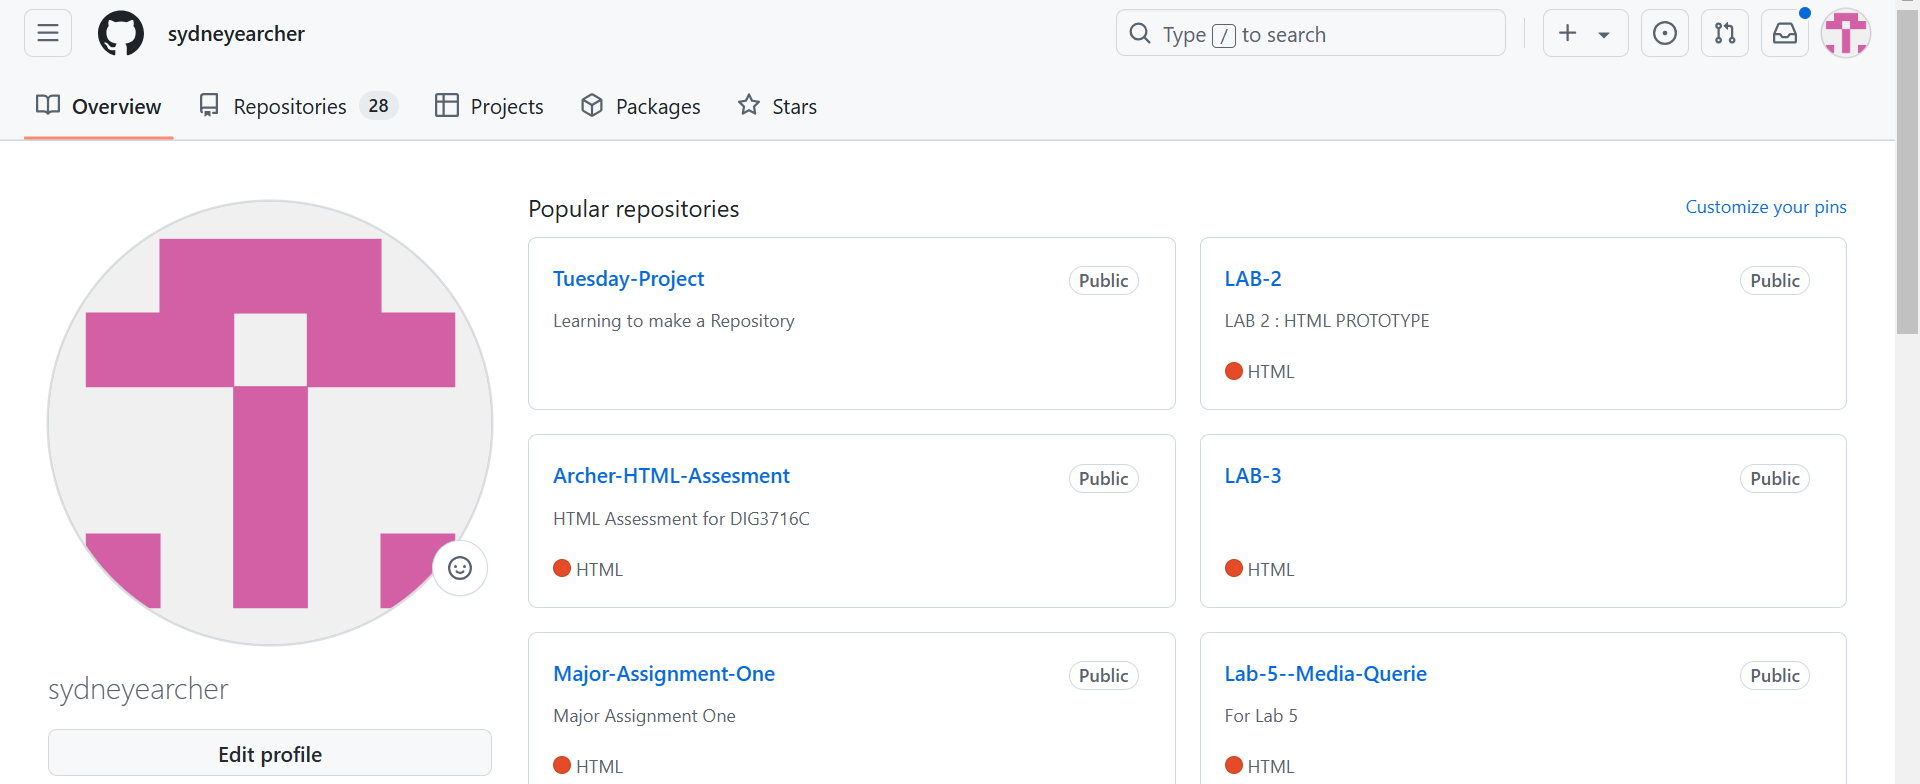 sydneyearcher
Type / to search
Overview Repositories 28 Projects Packages Stars
Popular repositories
Customize your pins
Tuesday-Project Public
Learning to make a Repository
LAB-2 Public
LAB 2 : HTML PROTOTYPE
HTML
Archer-HTML-Assesment Public
HTML Assessment for DIG3716C
HTML
LAB-3 Public
HTML
Major-Assignment-One Public
Major Assignment One
HTML
Lab-5--Media-Querie Public
For Lab 5
HTML
sydneyearcher
Edit profile